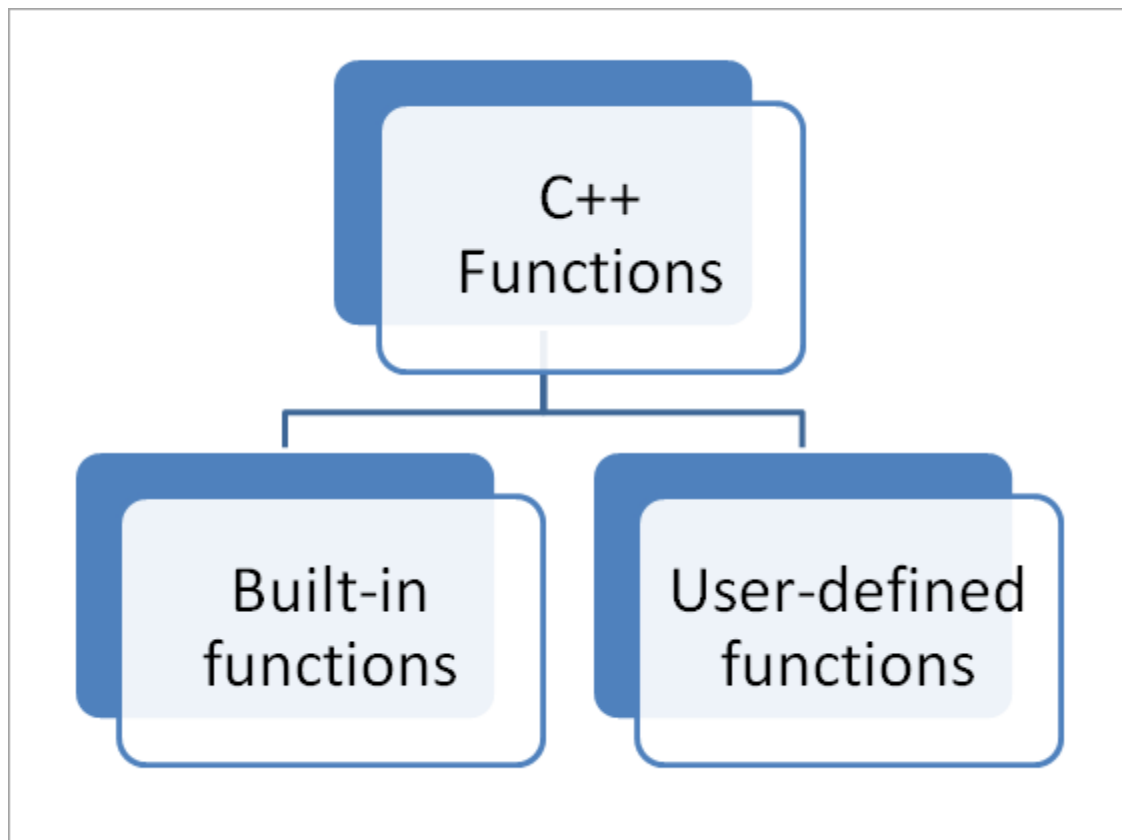 C++
Functions
Built-in
functions
User-defined
functions